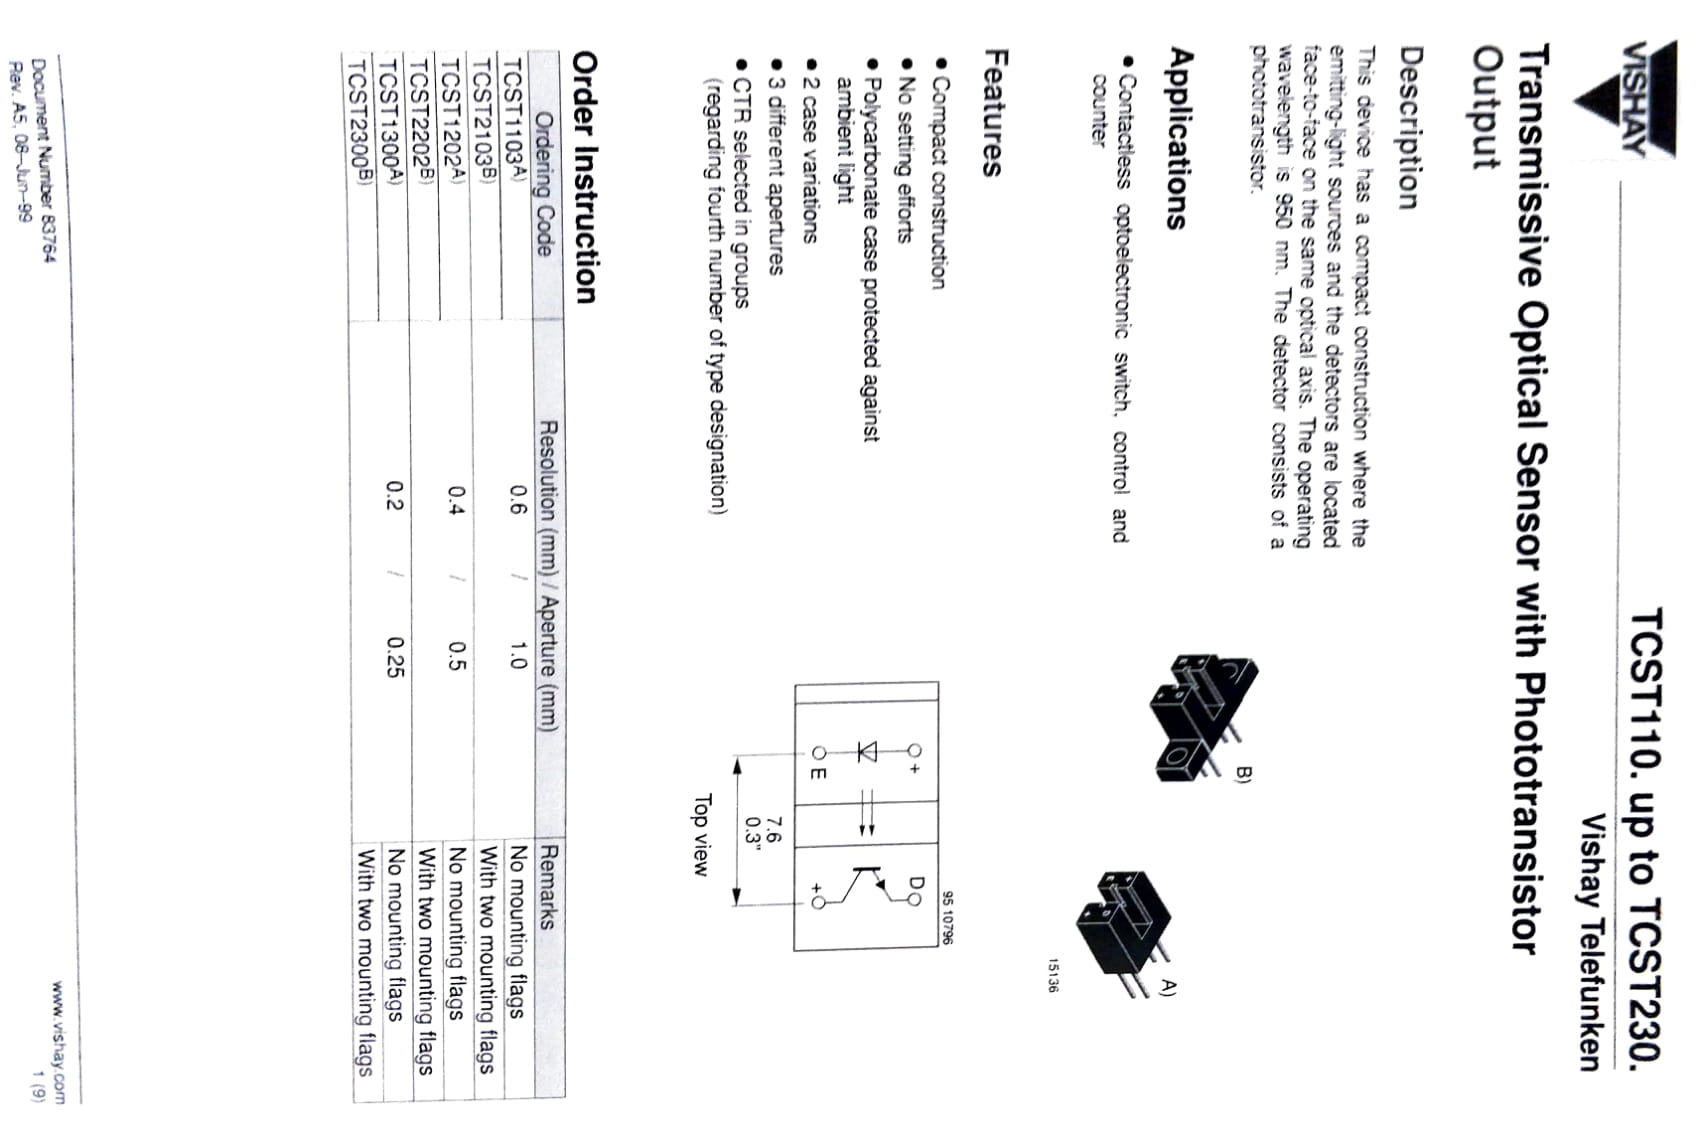 VISHAY
TCST110. up to TCST230.
Vishay Telefunken
Transmissive Optical Sensor with Phototransistor
Output
Description
This device has a compact construction where the
emitting-light sources and the detectors are located
face-to-face on the same optical axis. The operating
wavelength is 950 nm. The detector consists of a
phototransistor.
B)
A)
15136
Applications
● Contactless optoelectronic switch, control and
counter
Features
● Compact construction
● No setting efforts
● Polycarbonate case protected against
ambient light
● 2 case variations
● 3 different apertures
● CTR selected in groups
(regarding fourth number of type designation)
95 10796
+ D
E +
7.6
0.3"
Top view
Order Instruction
Ordering Code Resolution (mm) / Aperture (mm) Remarks
TCST1103A) 0.6 / 1.0 No mounting flags
TCST2103B) With two mounting flags
TCST1202A) 0.4 / 0.5 No mounting flags
TCST2202B) With two mounting flags
TCST1300A) 0.2 / 0.25 No mounting flags
TCST2300B) With two mounting flags
Document Number 83764
Rev. A5, 08–Jun–99
www.vishay.com
1 (9)